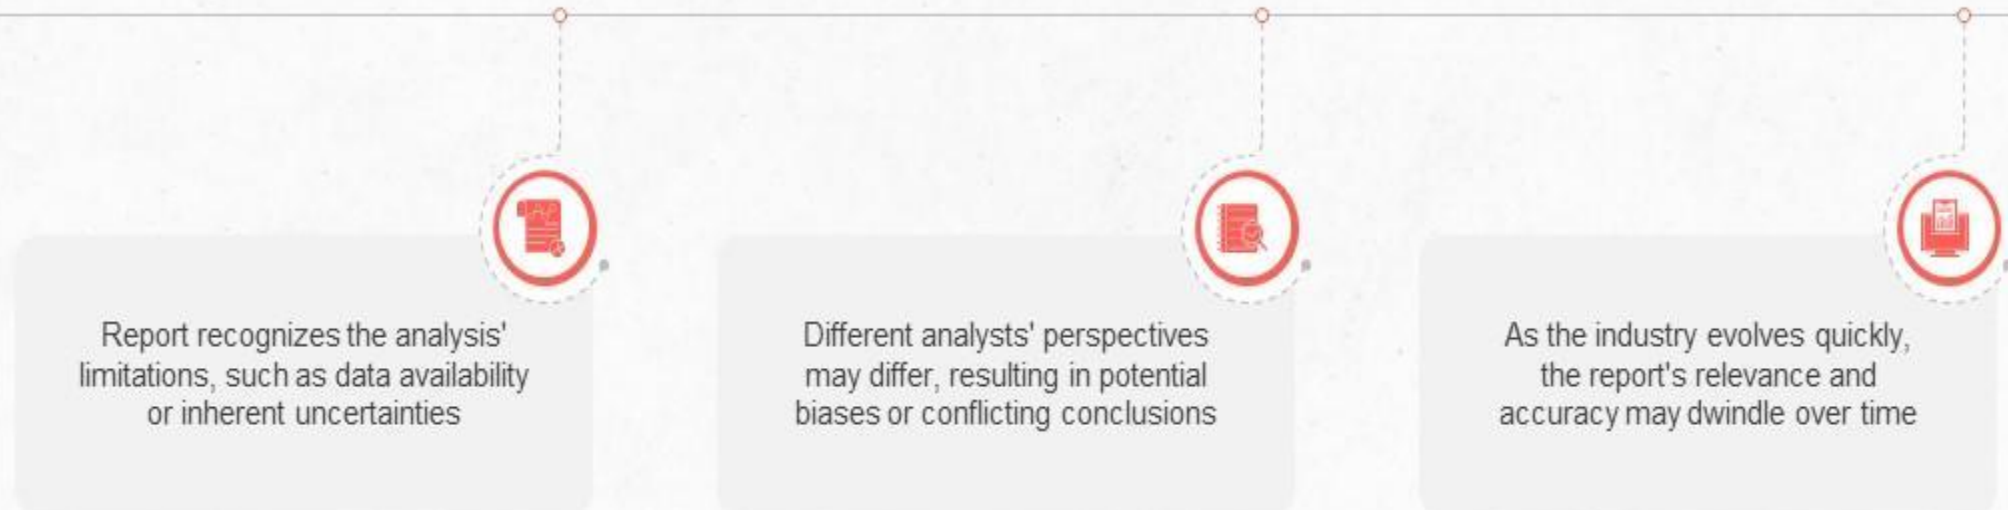 Report recognizes the analysis'
limitations, such as data availability
or inherent uncertainties
Different analysts' perspectives
may differ, resulting in potential
biases or conflicting conclusions
As the industry evolves quickly,
the report's relevance and
accuracy may dwindle over time